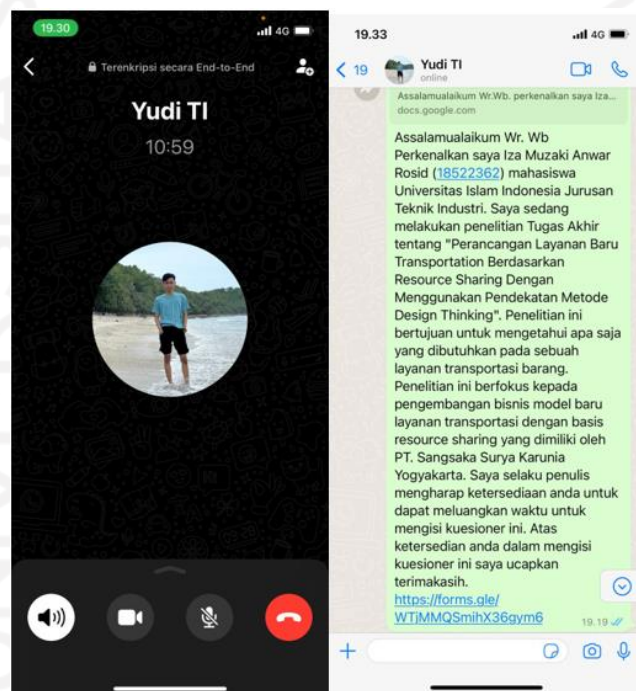 19.30
4G
Terenkripsi secara End-to-End
Yudi TI
10:59
19.33
4G
19
Yudi TI
online
Assalamualaikum Wr.Wb. perkenalkan saya Iza...
docs.google.com
Assalamualaikum Wr. Wb
Perkenalkan saya Iza Muzaki Anwar
Rosid (18522362) mahasiswa
Universitas Islam Indonesia Jurusan
Teknik Industri. Saya sedang
melakukan penelitian Tugas Akhir
tentang "Perancangan Layanan Baru
Transportation Berdasarkan
Resource Sharing Dengan
Menggunakan Pendekatan Metode
Design Thinking". Penelitian ini
bertujuan untuk mengetahui apa saja
yang dibutuhkan pada sebuah
layanan transportasi barang.
Penelitian ini berfokus kepada
pengembangan bisnis model baru
layanan transportasi dengan basis
resource sharing yang dimiliki oleh
PT. Sangsaka Surya Karunia
Yogyakarta. Saya selaku penulis
mengharap ketersediaan anda untuk
dapat meluangkan waktu untuk
mengisi kuesioner ini. Atas
ketersedian anda dalam mengisi
kuesioner ini saya ucapkan
terimakasih.
https://forms.gle/
WTjMMQSmihX36gym6
19.19